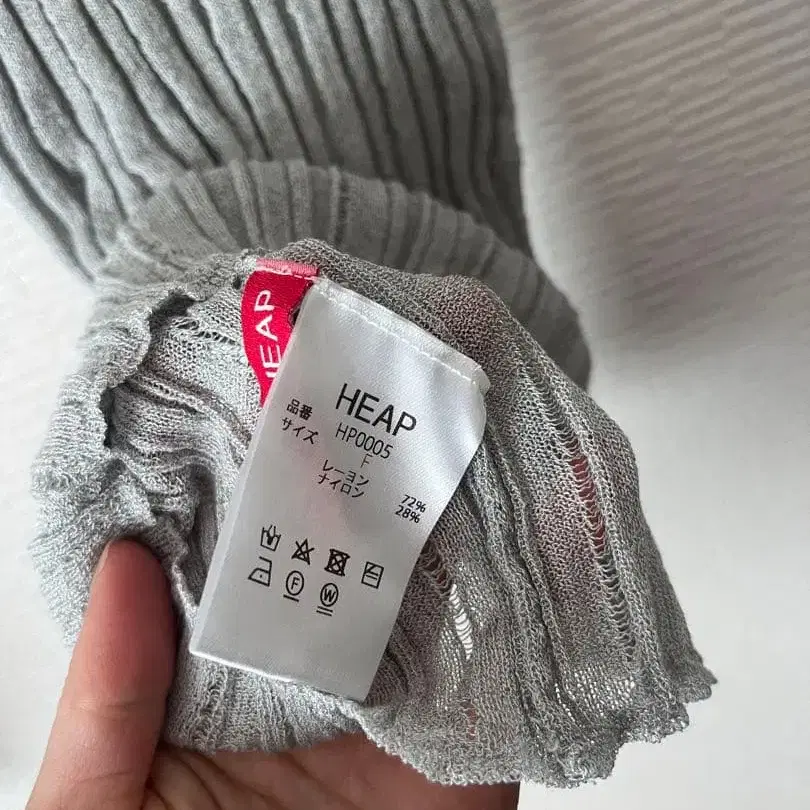 HEAP
HEAP
品番 HP0005
サイズ F
レーヨン 72%
ナイロン 28%
F W